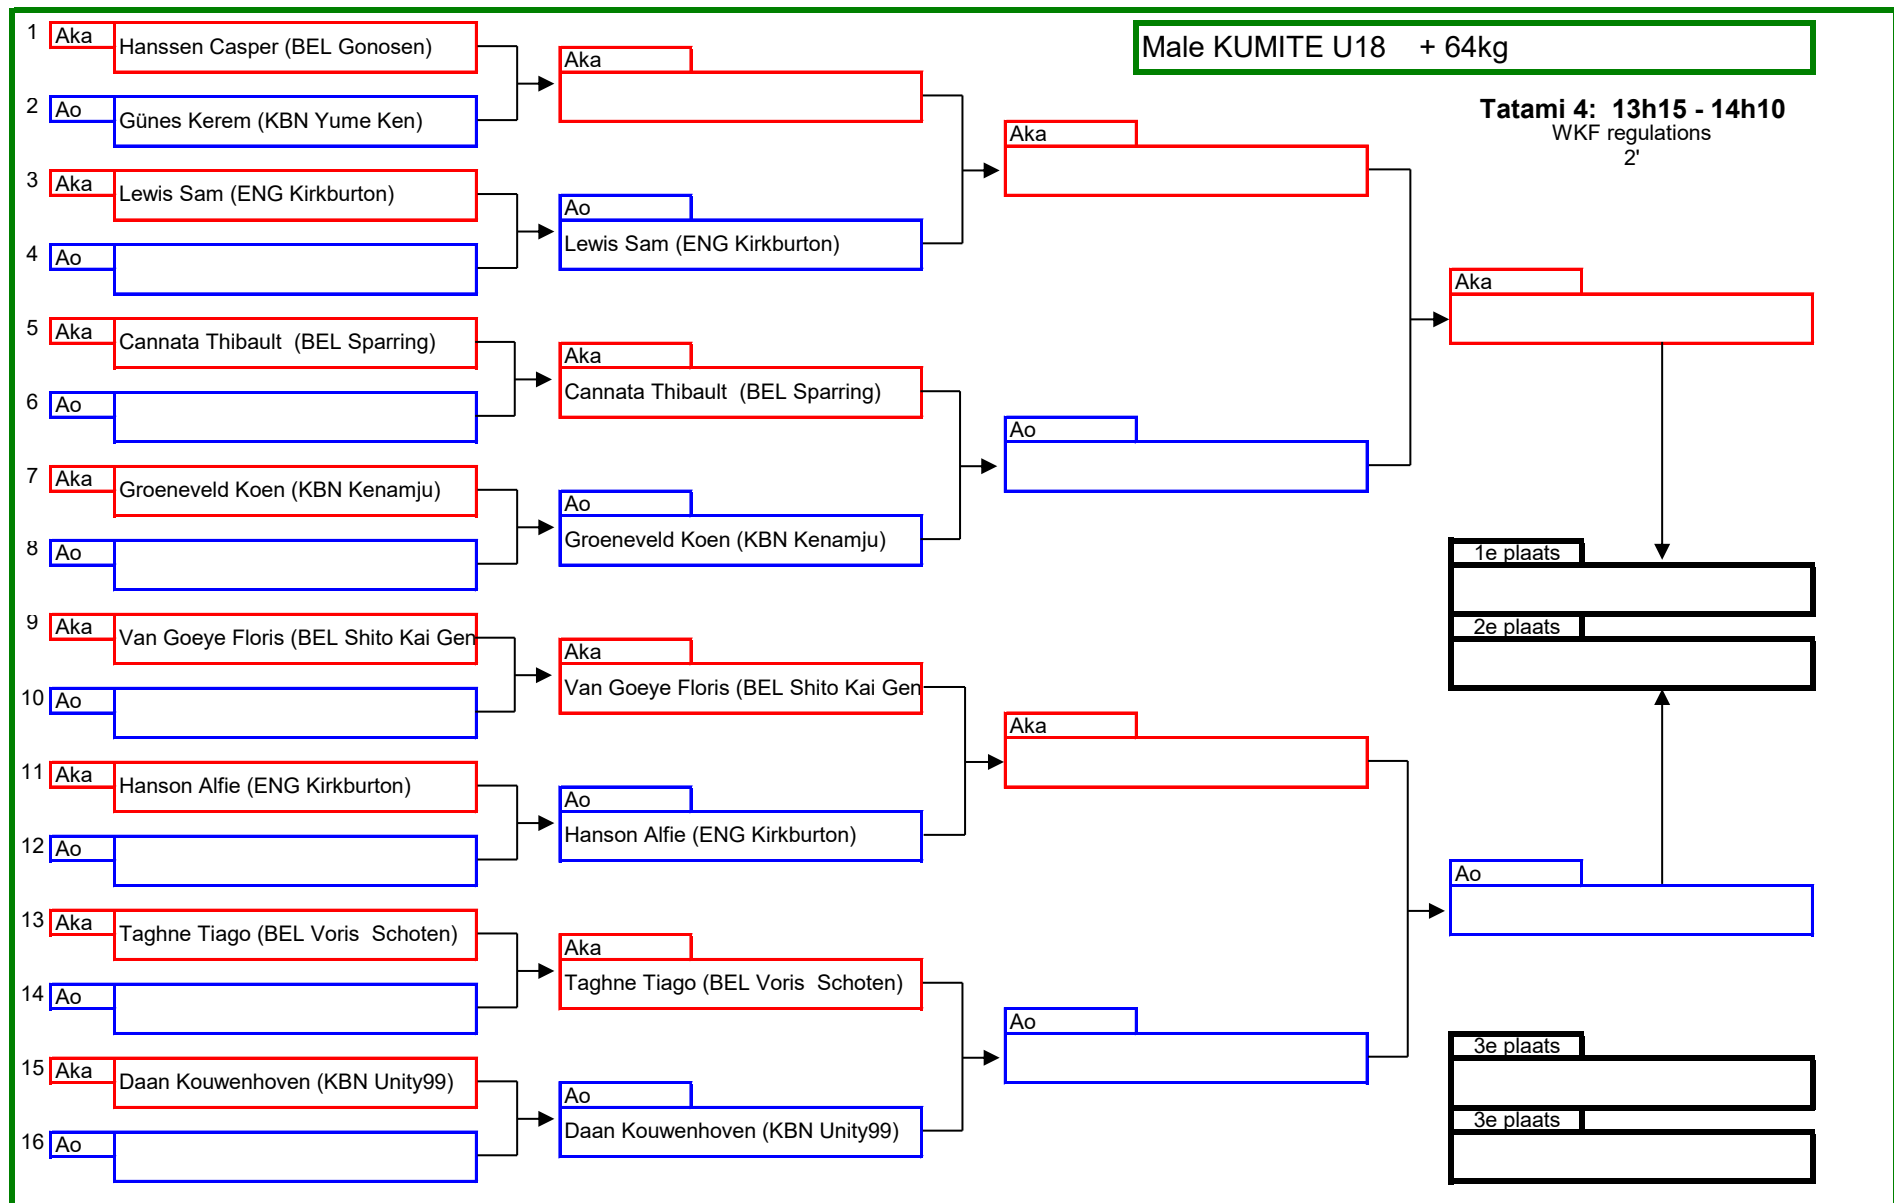 Male KUMITE U18 + 64kg
Tatami 4: 13h15 - 14h10
WKF regulations
2'
1 Aka Hanssen Casper (BEL Gonosen)
2 Ao Günes Kerem (KBN Yume Ken)
3 Aka Lewis Sam (ENG Kirkburton)
4 Ao
5 Aka Cannata Thibault (BEL Sparring)
6 Ao
7 Aka Groeneveld Koen (KBN Kenamju)
8 Ao
9 Aka Van Goeye Floris (BEL Shito Kai Gen
10 Ao
11 Aka Hanson Alfie (ENG Kirkburton)
12 Ao
13 Aka Taghne Tiago (BEL Voris Schoten)
14 Ao
15 Aka Daan Kouwenhoven (KBN Unity99)
16 Ao
Aka
Ao
Lewis Sam (ENG Kirkburton)
Aka
Cannata Thibault (BEL Sparring)
Ao
Groeneveld Koen (KBN Kenamju)
Aka
Van Goeye Floris (BEL Shito Kai Gen
Ao
Hanson Alfie (ENG Kirkburton)
Aka
Taghne Tiago (BEL Voris Schoten)
Ao
Daan Kouwenhoven (KBN Unity99)
Aka
Ao
Aka
Ao
Aka
Ao
1e plaats
2e plaats
3e plaats
3e plaats